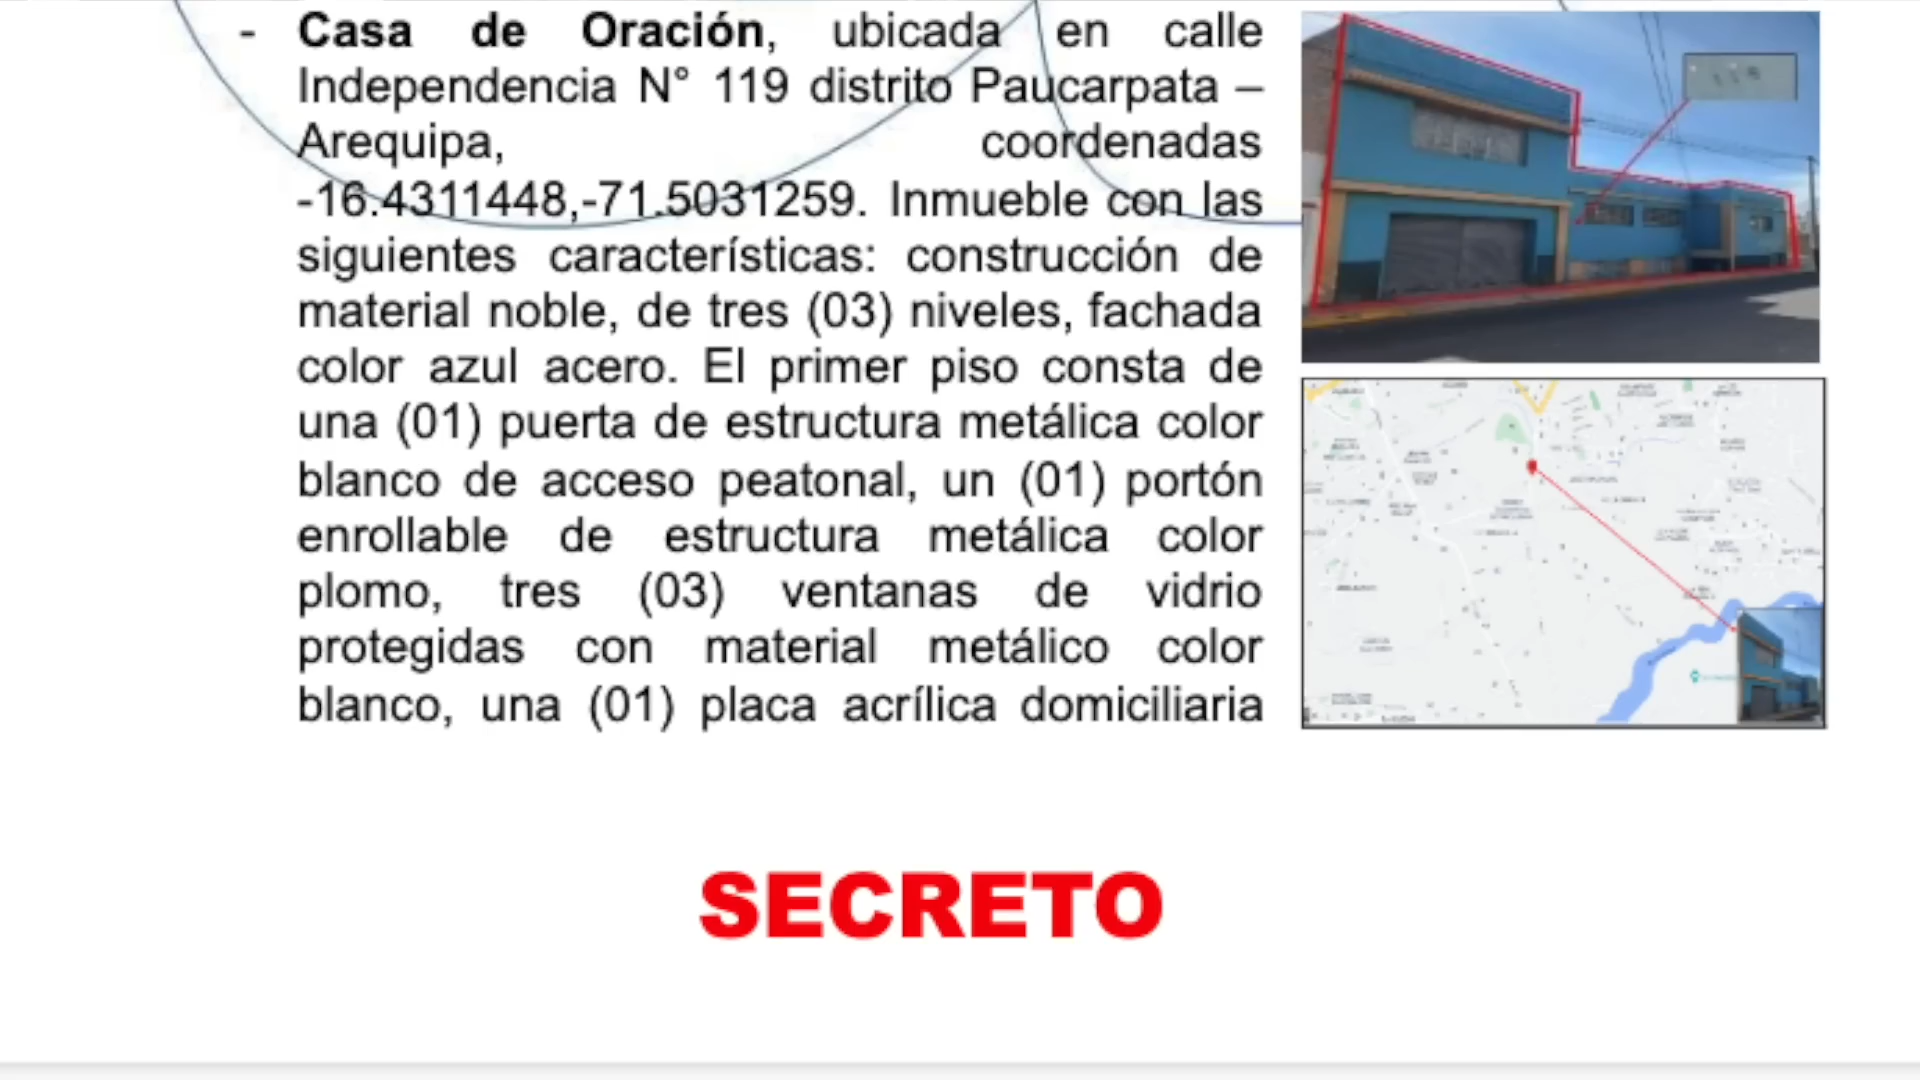 - Casa de Oración, ubicada en calle
Independencia N° 119 distrito Paucarpata –
Arequipa, coordenadas
-16.4311448,-71.5031259. Inmueble con las
siguientes características: construcción de
material noble, de tres (03) niveles, fachada
color azul acero. El primer piso consta de
una (01) puerta de estructura metálica color
blanco de acceso peatonal, un (01) portón
enrollable de estructura metálica color
plomo, tres (03) ventanas de vidrio
protegidas con material metálico color
blanco, una (01) placa acrílica domiciliaria
SECRETO